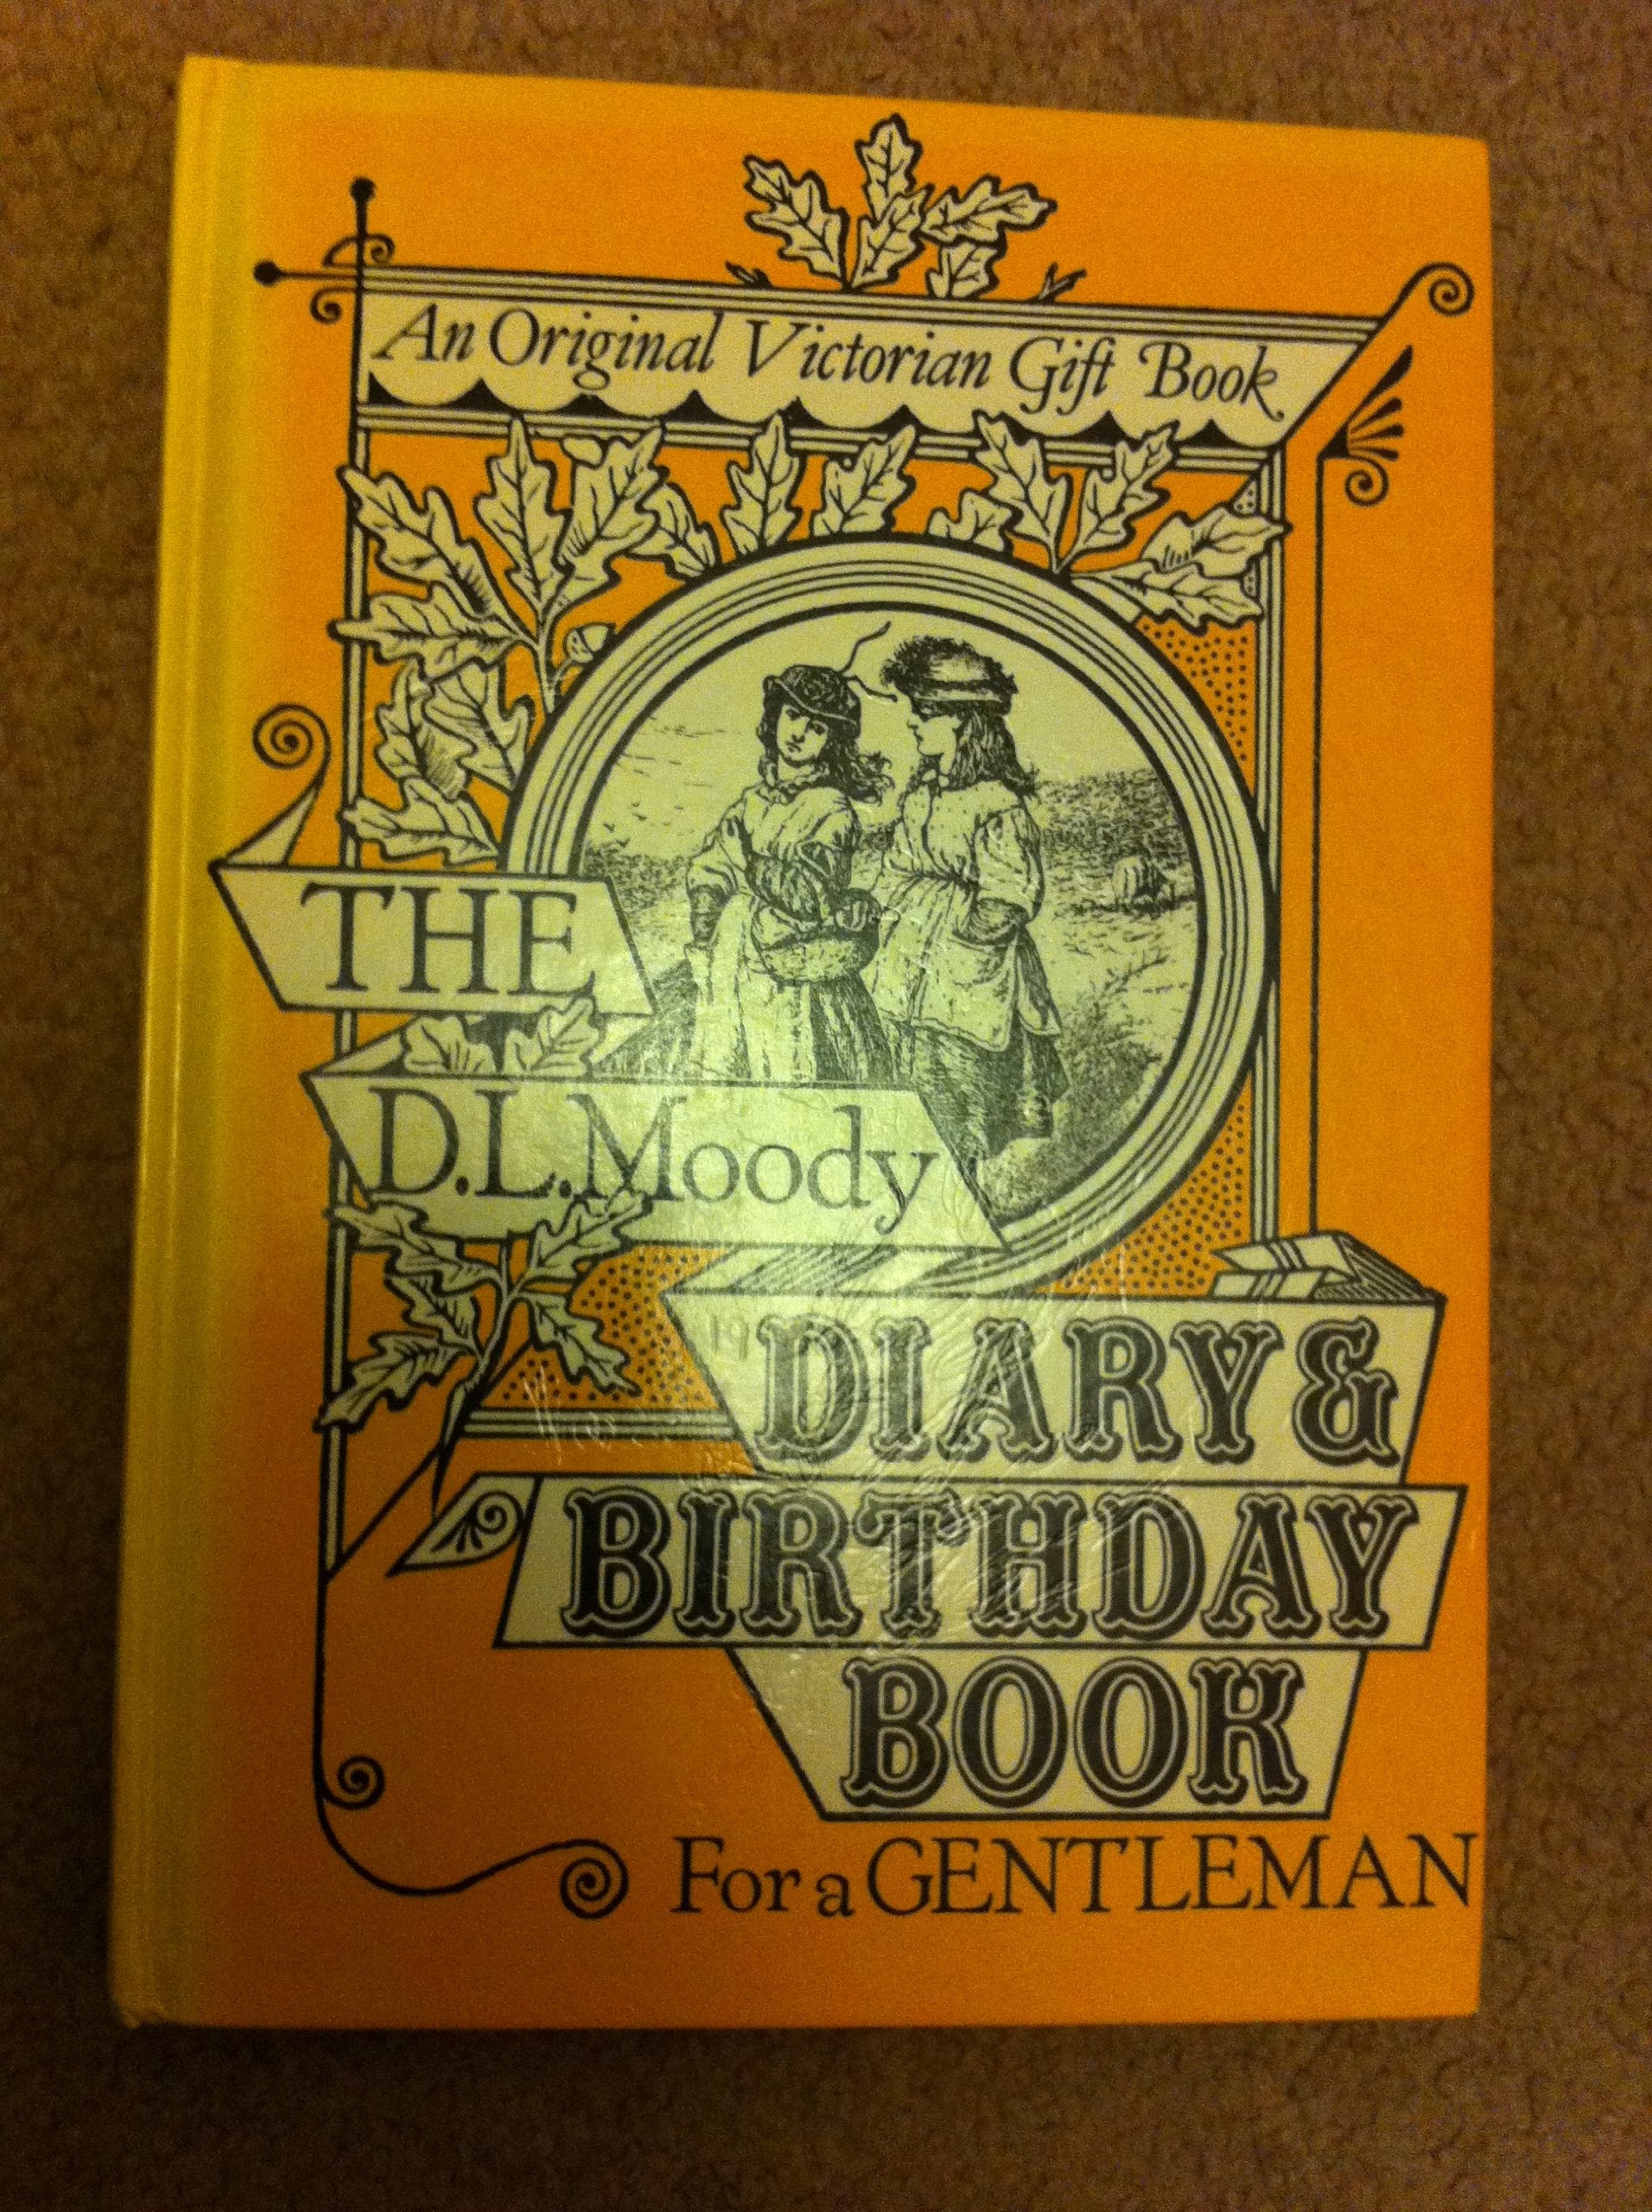 An Original Victorian Gift Book
THE
D.L.Moody
DIARY &
BIRTHDAY
BOOK
For a GENTLEMAN